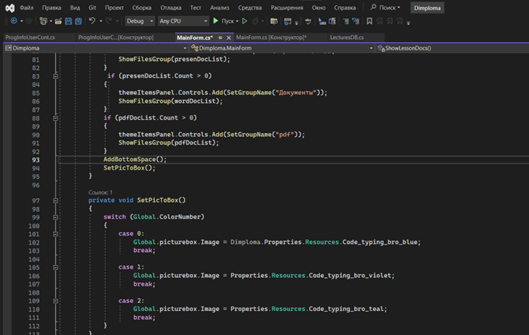 Файл Правка Вид Git Проект Сборка Отладка Тест Анализ Средства Расширения Окно Справка Поиск Dimploma
Debug Any CPU Пуск
ProgInfoUserCont.cs ProgInfoUserC...[Конструктор] MainForm.cs* MainForm.cs [Конструктор]* LecturesDB.cs
Dimploma Dimploma.MainForm ShowLessonDocs()
81 ShowFilesGroup(presenDocList);
82 }
83 if (presenDocList.Count > 0)
84 {
85 themeItemsPanel.Controls.Add(SetGroupName("Документы"));
86 ShowFilesGroup(wordDocList);
87 }
88 if (pdfDocList.Count > 0)
89 {
90 themeItemsPanel.Controls.Add(SetGroupName("pdf"));
91 ShowFilesGroup(pdfDocList);
92 }
93 AddBottomSpace();
94 SetPicToBox();
95 }
96
Ссылок: 1
97 private void SetPicToBox()
98 {
99 switch (Global.ColorNumber)
100 {
101 case 0:
102 Global.picturebox.Image = Dimploma.Properties.Resources.Code_typing_bro_blue;
103 break;
104
105 case 1:
106 Global.picturebox.Image = Properties.Resources.Code_typing_bro_violet;
107 break;
108
109 case 2:
110 Global.picturebox.Image = Properties.Resources.Code_typing_bro_teal;
111 break;
112 }
113 }